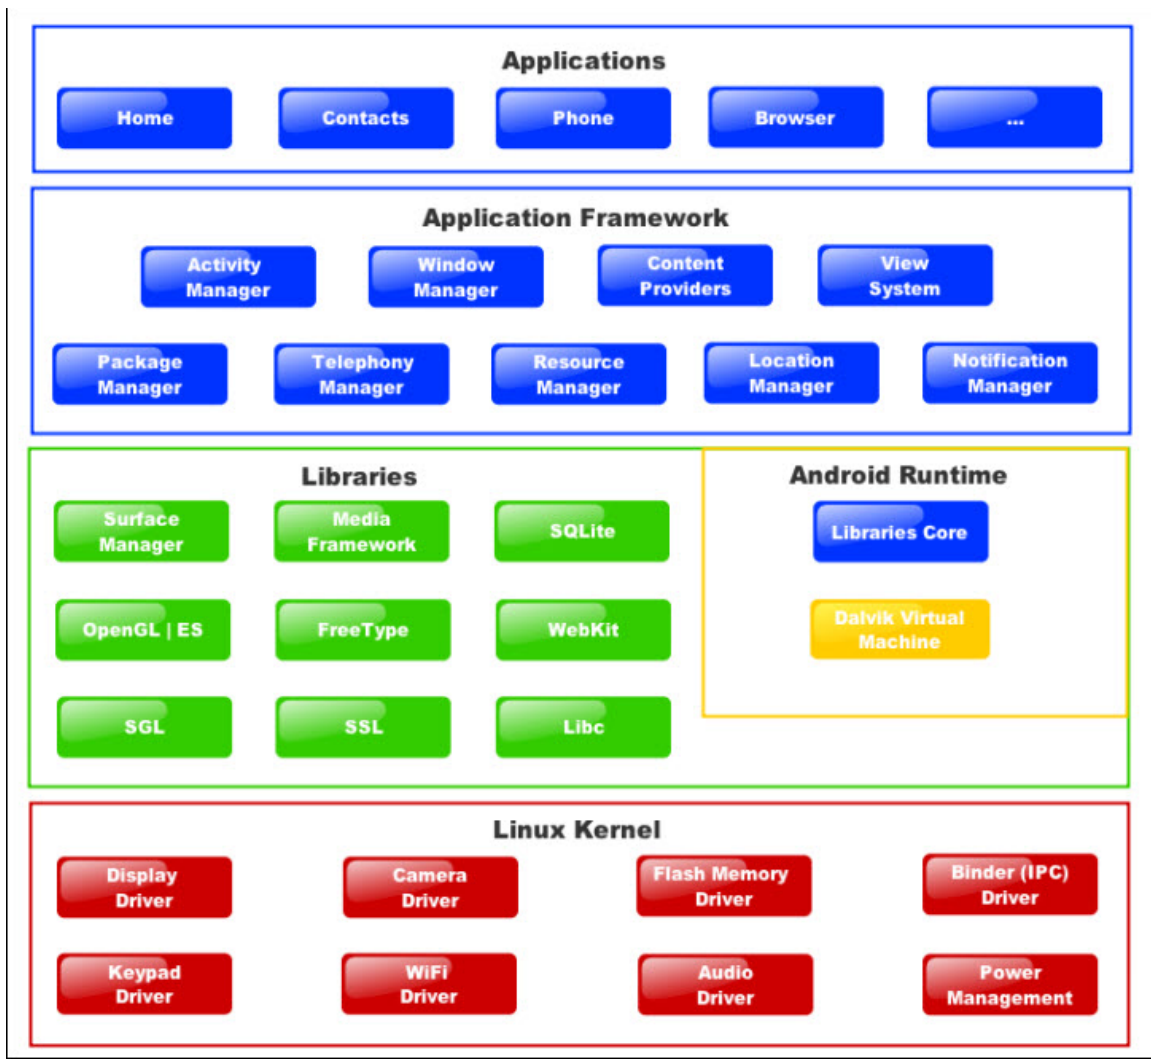 Applications
Home
Contacts
Phone
Browser
...
Application Framework
Activity
Manager
Window
Manager
Content
Providers
View
System
Package
Manager
Telephony
Manager
Resource
Manager
Location
Manager
Notification
Manager
Libraries
Surface
Manager
Media
Framework
SQLite
OpenGL | ES
FreeType
WebKit
SGL
SSL
Libc
Android Runtime
Libraries Core
Dalvik Virtual
Machine
Linux Kernel
Display
Driver
Camera
Driver
Flash Memory
Driver
Binder (IPC)
Driver
Keypad
Driver
WiFi
Driver
Audio
Driver
Power
Management